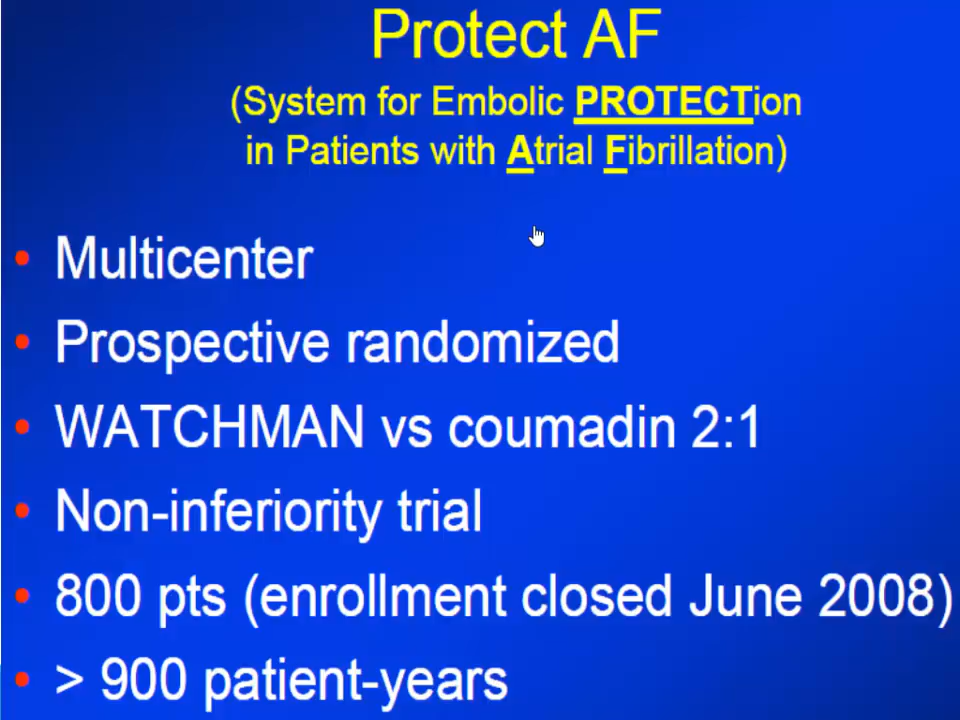 Protect AF
(System for Embolic PROTECTion
in Patients with Atrial Fibrillation)
• Multicenter
• Prospective randomized
• WATCHMAN vs coumadin 2:1
• Non-inferiority trial
• 800 pts (enrollment closed June 2008)
• > 900 patient-years